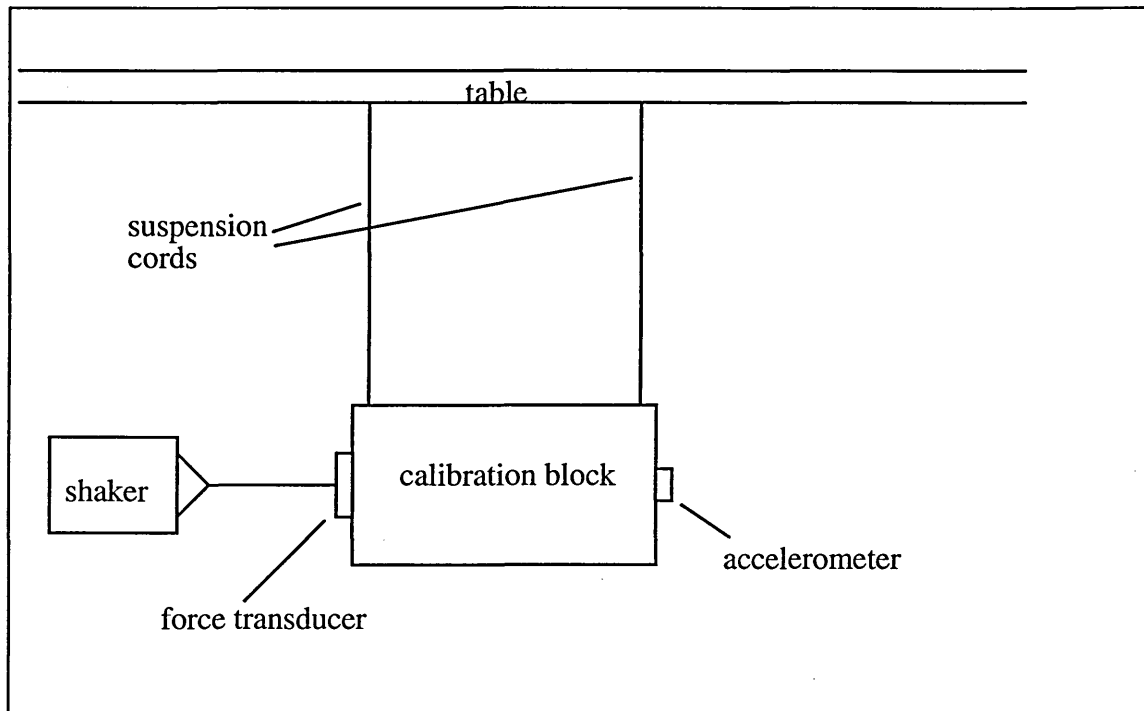 table
suspension
cords
calibration block
shaker
accelerometer
force transducer